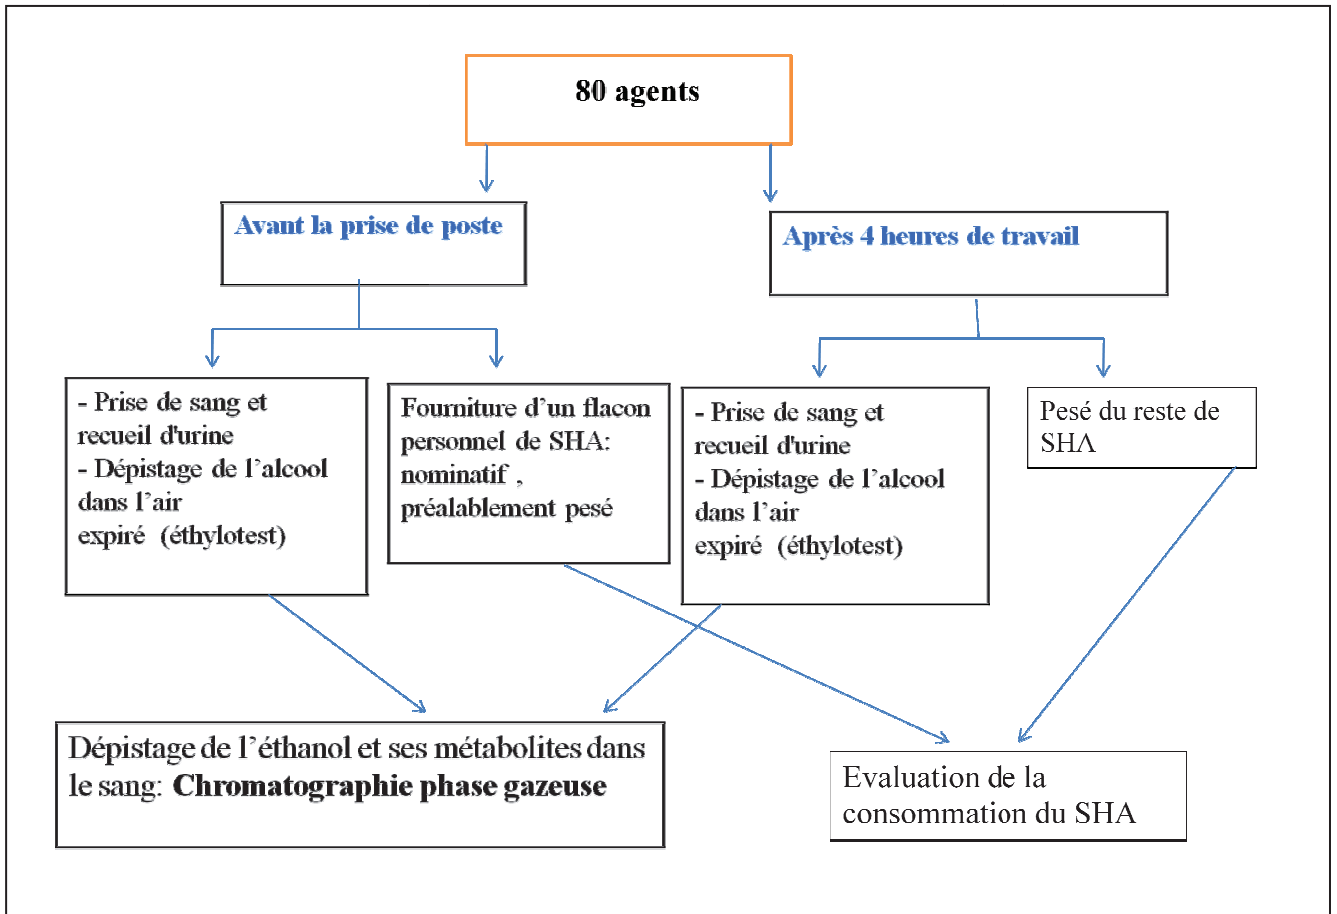 80 agents
Avant la prise de poste
Après 4 heures de travail
- Prise de sang et
recueil d'urine
- Dépistage de l'alcool
dans l'air
expiré (éthylotest)
Fourniture d'un flacon
personnel de SHA:
nominatif ,
préalablement pesé
- Prise de sang et
recueil d'urine
- Dépistage de l'alcool
dans l'air
expiré (éthylotest)
Pesé du reste de
SHA
Dépistage de l'éthanol et ses métabolites dans
le sang: Chromatographie phase gazeuse
Evaluation de la
consommation du SHA